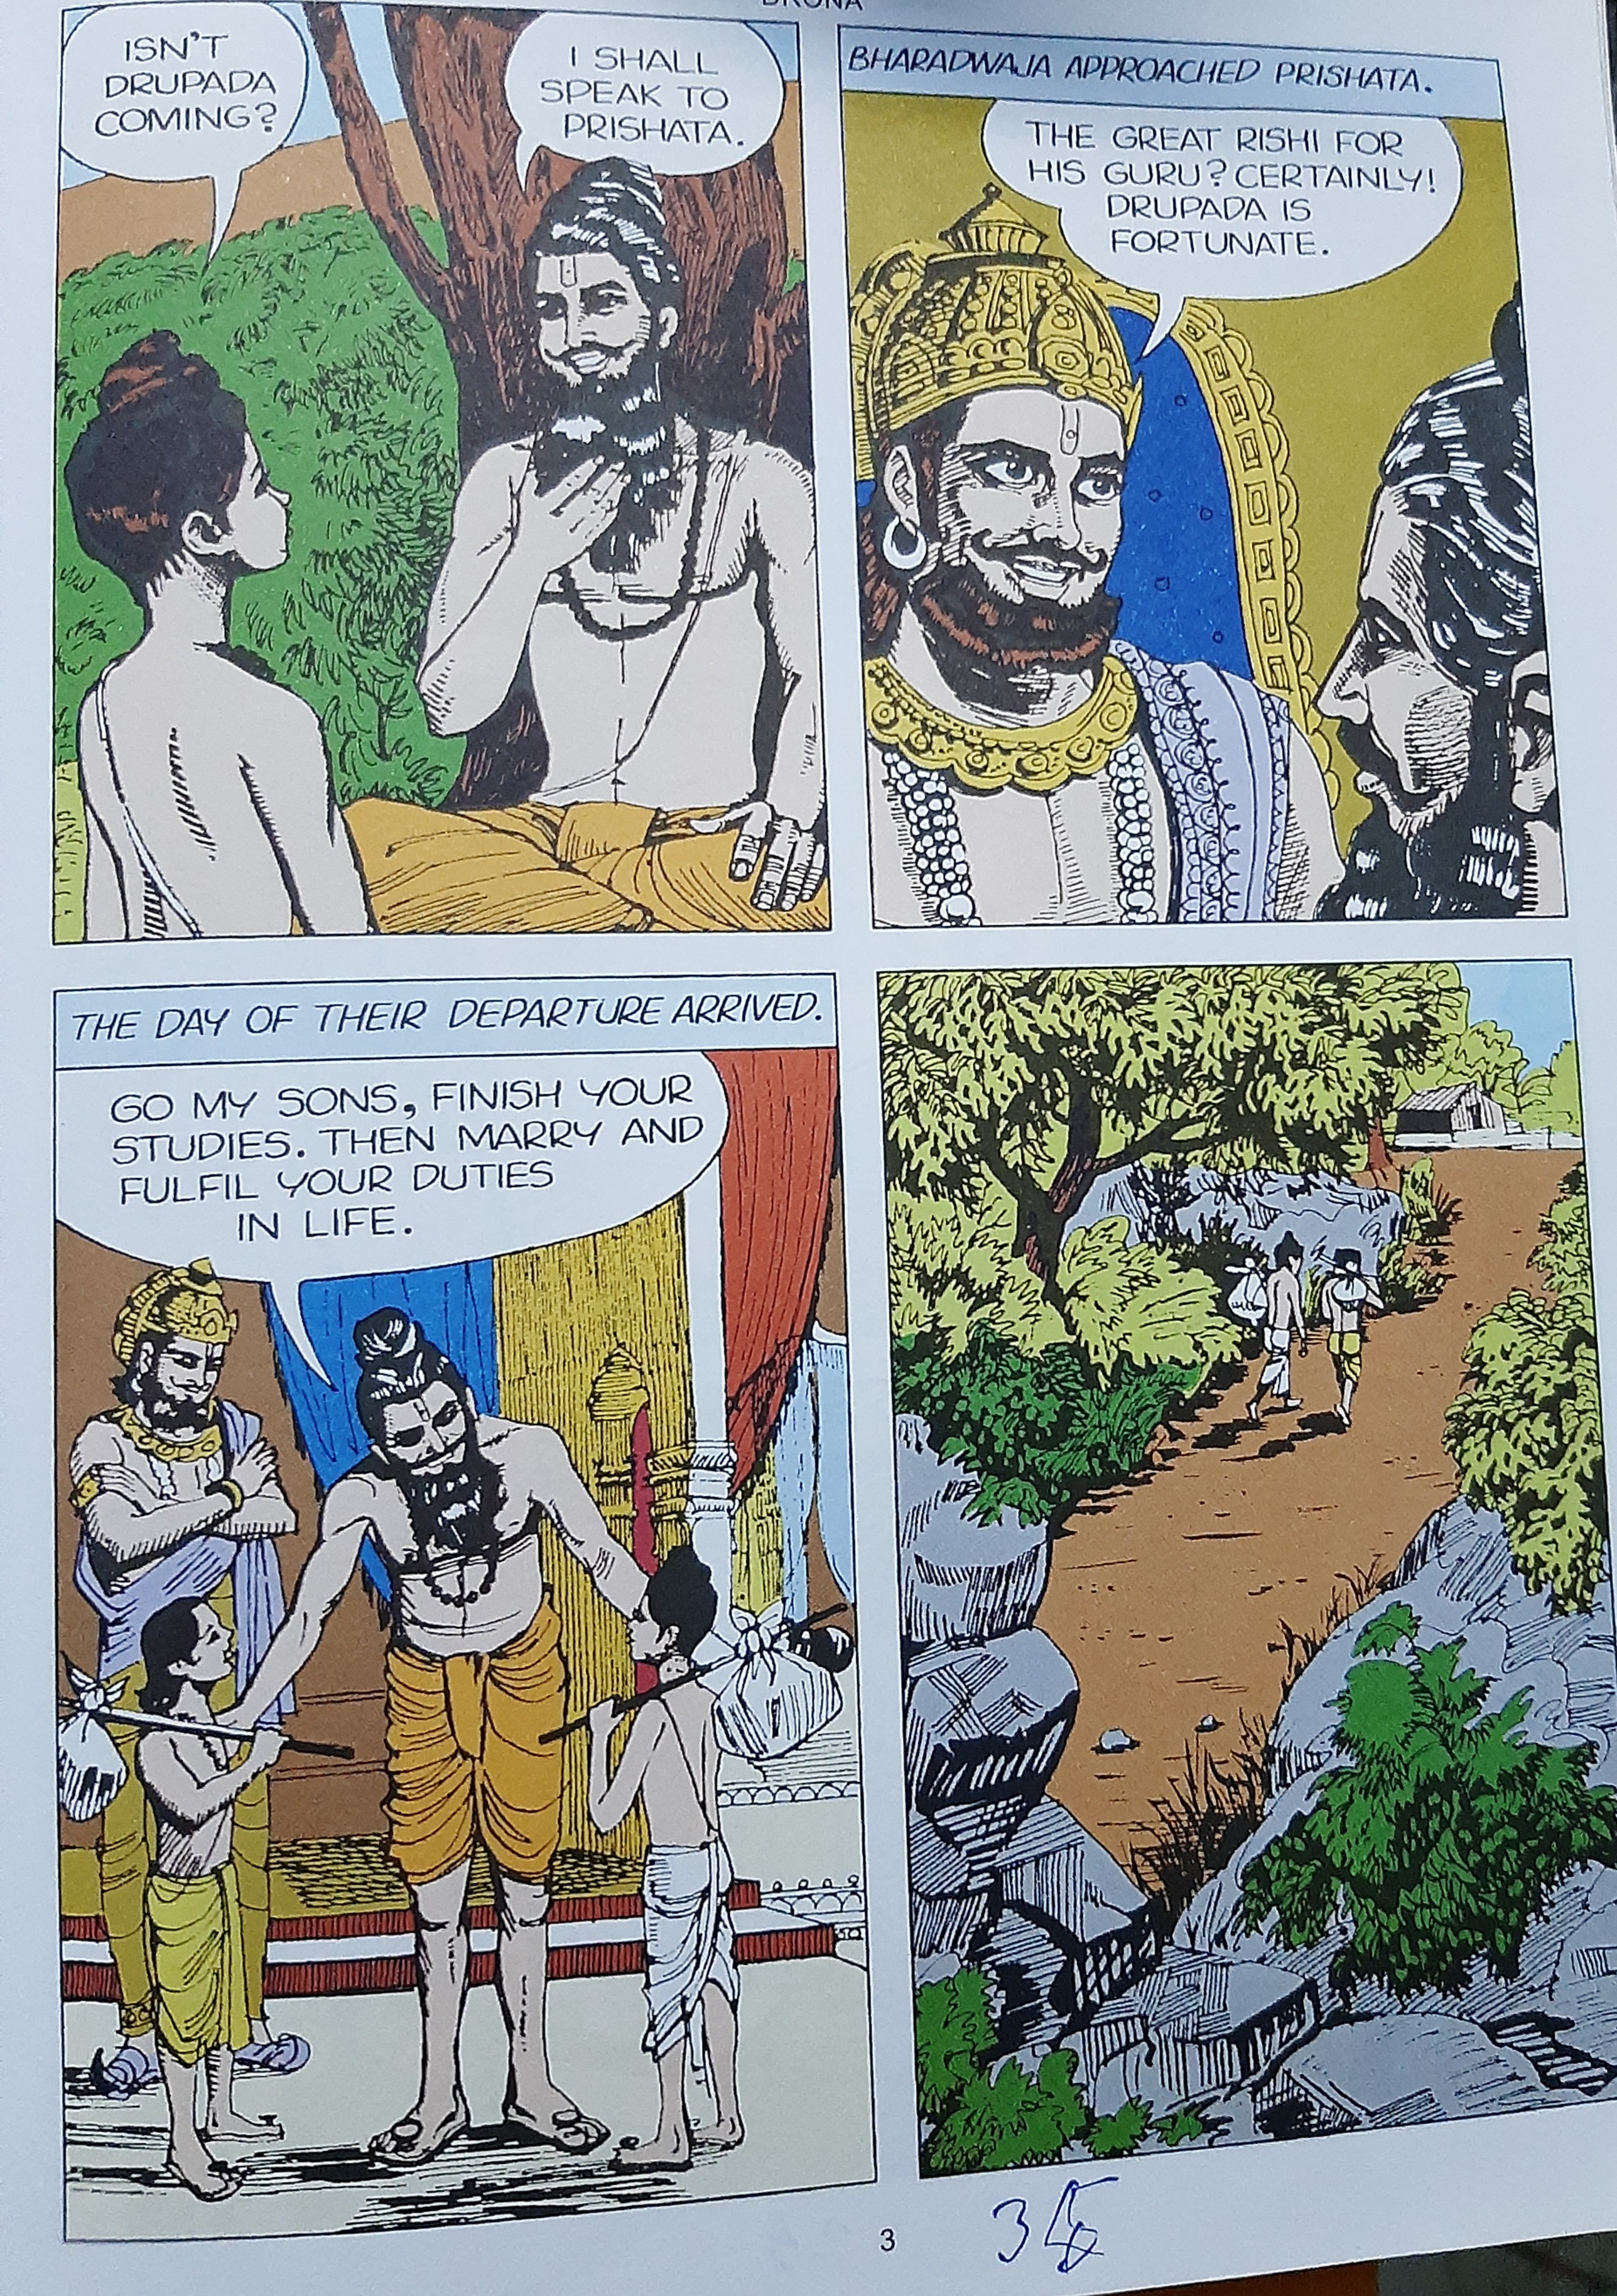 DRONA
ISN'T
DRUPADA
COMING?
I SHALL
SPEAK TO
PRISHATA.
BHARADWAJA APPROACHED PRISHATA.
THE GREAT RISHI FOR
HIS GURU? CERTAINLY!
DRUPADA IS
FORTUNATE.
THE DAY OF THEIR DEPARTURE ARRIVED.
GO MY SONS, FINISH YOUR
STUDIES. THEN MARRY AND
FULFIL YOUR DUTIES
IN LIFE.
3